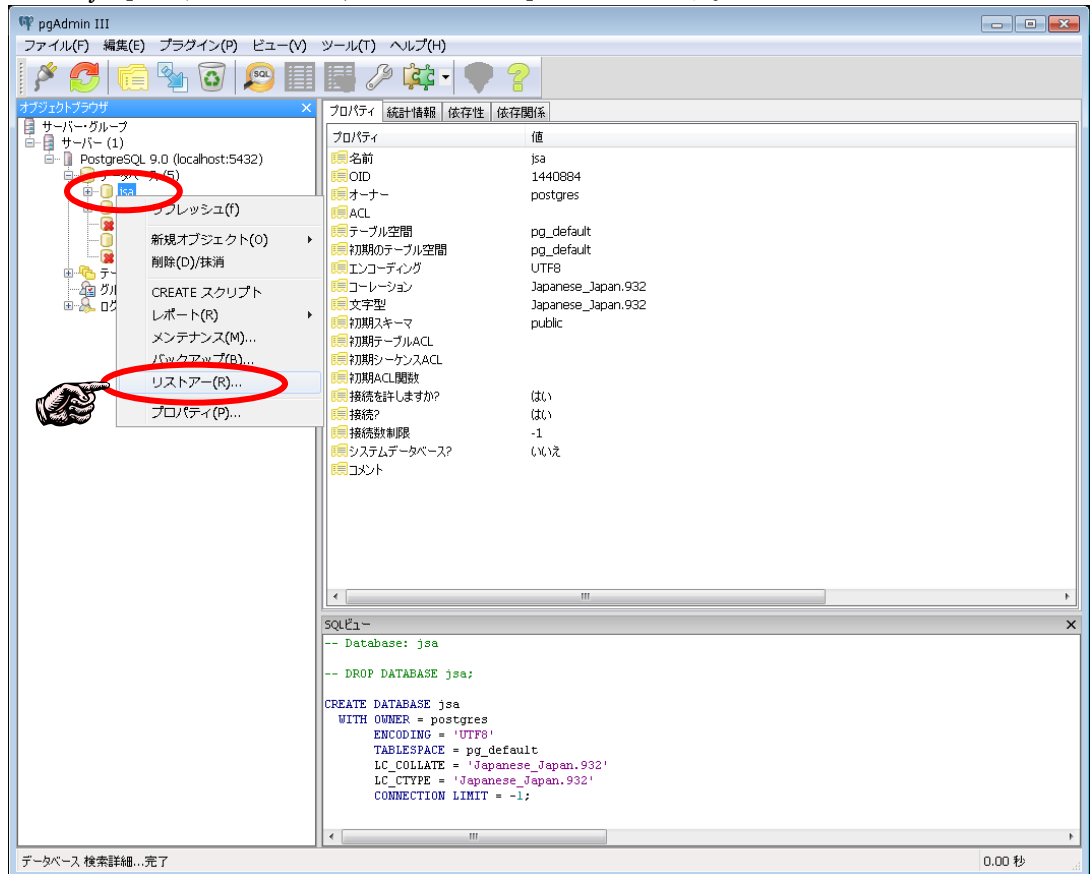 pgAdmin III
ファイル(F) 編集(E) プラグイン(P) ビュー(V) ツール(T) ヘルプ(H)
SQL
オブジェクトブラウザ
サーバー・グループ
サーバー (1)
PostgreSQL 9.0 (localhost:5432)
(5)
jsa
リフレッシュ(f)
新規オブジェクト(O)
削除(D)/抹消
CREATE スクリプト
レポート(R)
メンテナンス(M)...
バックアップ(B)...
リストアー(R)...
プロパティ(P)...
テー
グル
ログ
プロパティ 統計情報 依存性 依存関係
プロパティ 値
名前 jsa
OID 1440884
オーナー postgres
ACL
テーブル空間 pg_default
初期のテーブル空間 pg_default
エンコーディング UTF8
コーレーション Japanese_Japan.932
文字型 Japanese_Japan.932
初期スキーマ public
初期テーブルACL
初期シーケンスACL
初期ACL関数
接続を許しますか? はい
接続? はい
接続数制限 -1
システムデータベース? いいえ
コメント
SQLビュー
-- Database: jsa
-- DROP DATABASE jsa;
CREATE DATABASE jsa
WITH OWNER = postgres
ENCODING = 'UTF8'
TABLESPACE = pg_default
LC_COLLATE = 'Japanese_Japan.932'
LC_CTYPE = 'Japanese_Japan.932'
CONNECTION LIMIT = -1;
データベース 検索詳細...完了 0.00 秒